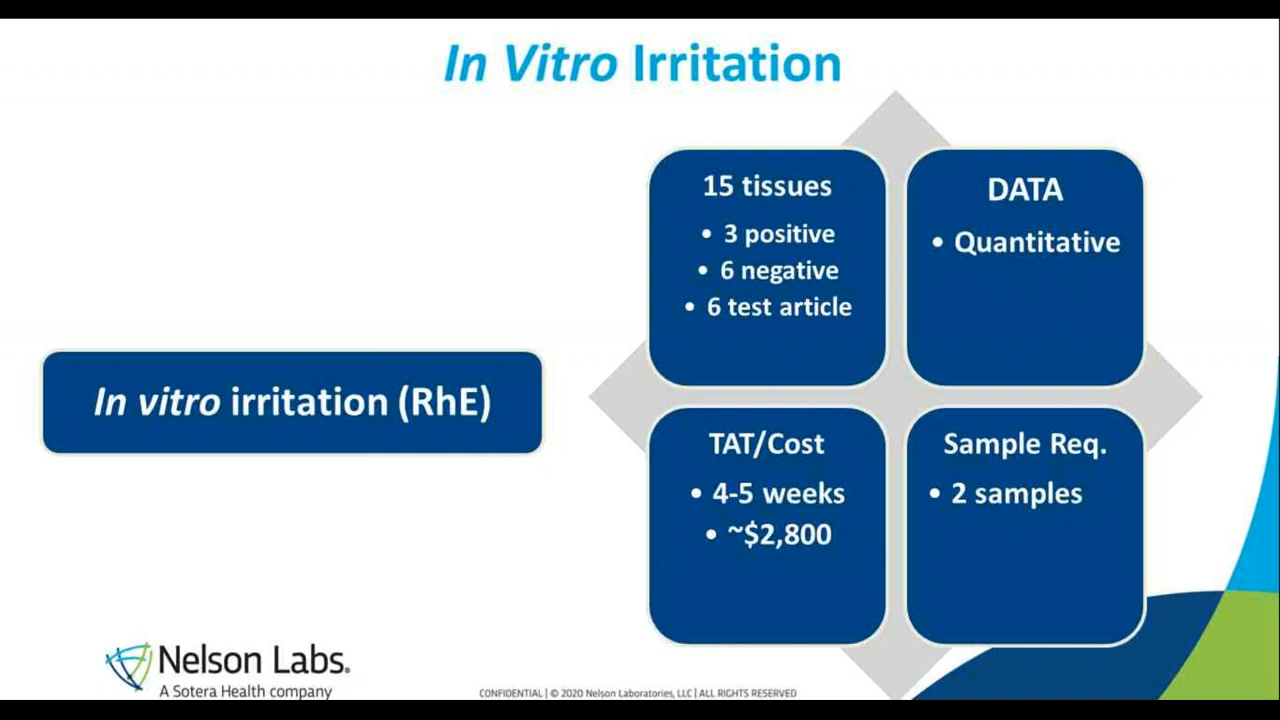 In Vitro Irritation
In vitro irritation (RhE)
15 tissues
• 3 positive
• 6 negative
• 6 test article
DATA
• Quantitative
TAT/Cost
• 4-5 weeks
• ~$2,800
Sample Req.
• 2 samples
Nelson Labs.
A Sotera Health company
CONFIDENTIAL | © 2020 Nelson Laboratories, LLC | ALL RIGHTS RESERVED